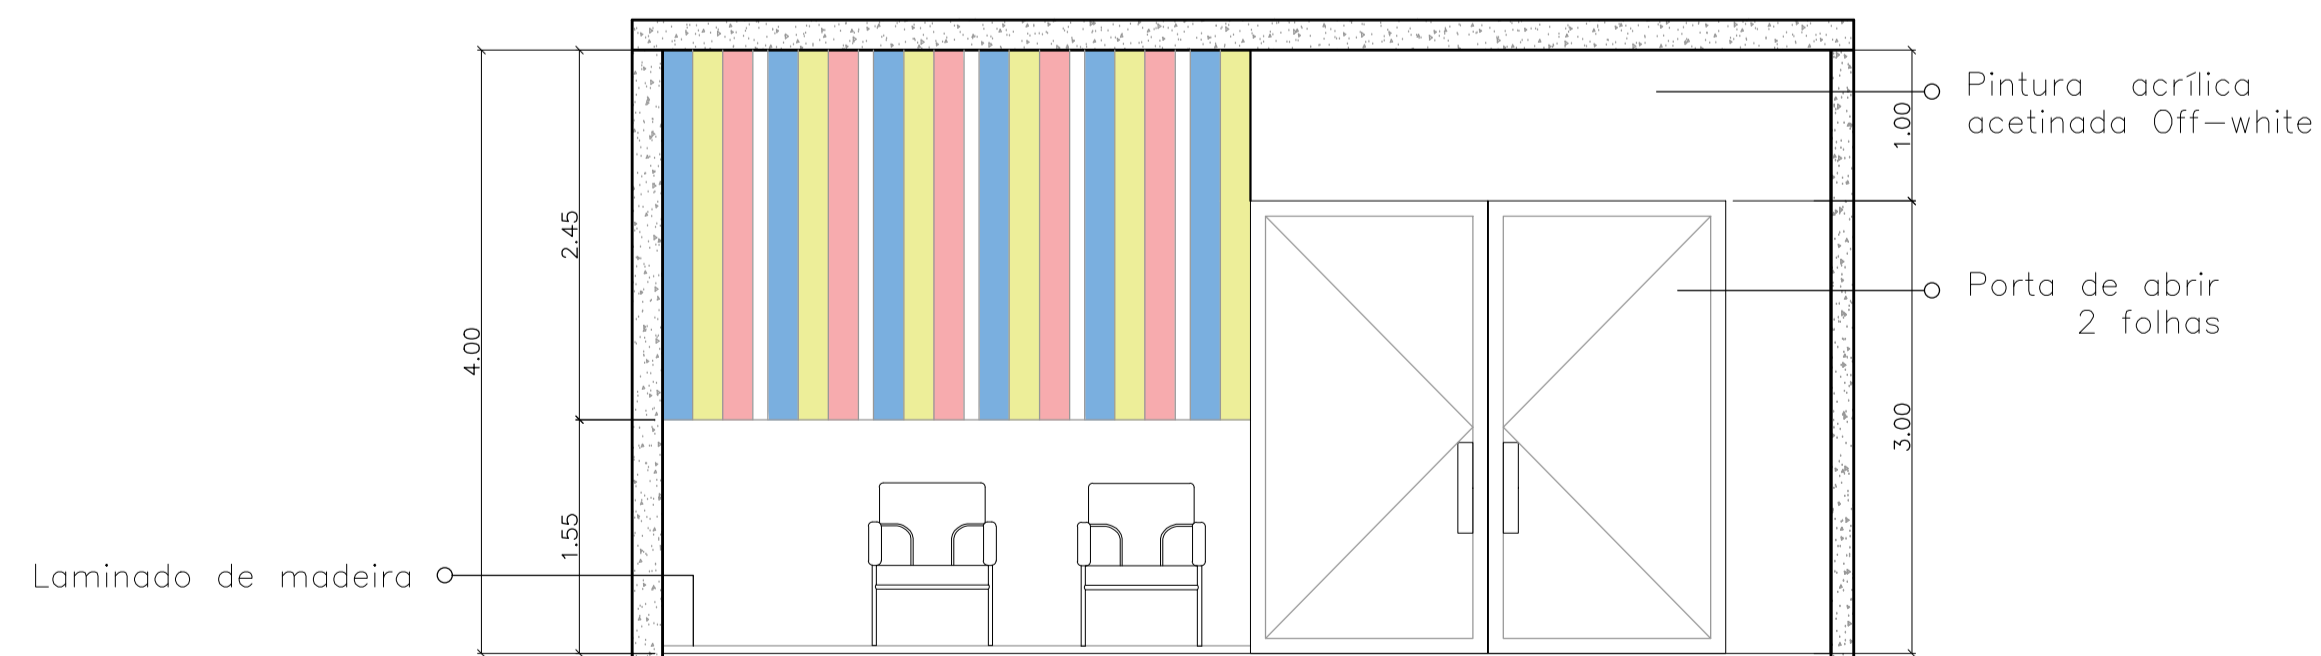 Pintura acrílica
acetinada Off-white
1.00
2.45
Porta de abrir
2 folhas
4.00
3.00
1.55
Laminado de madeira